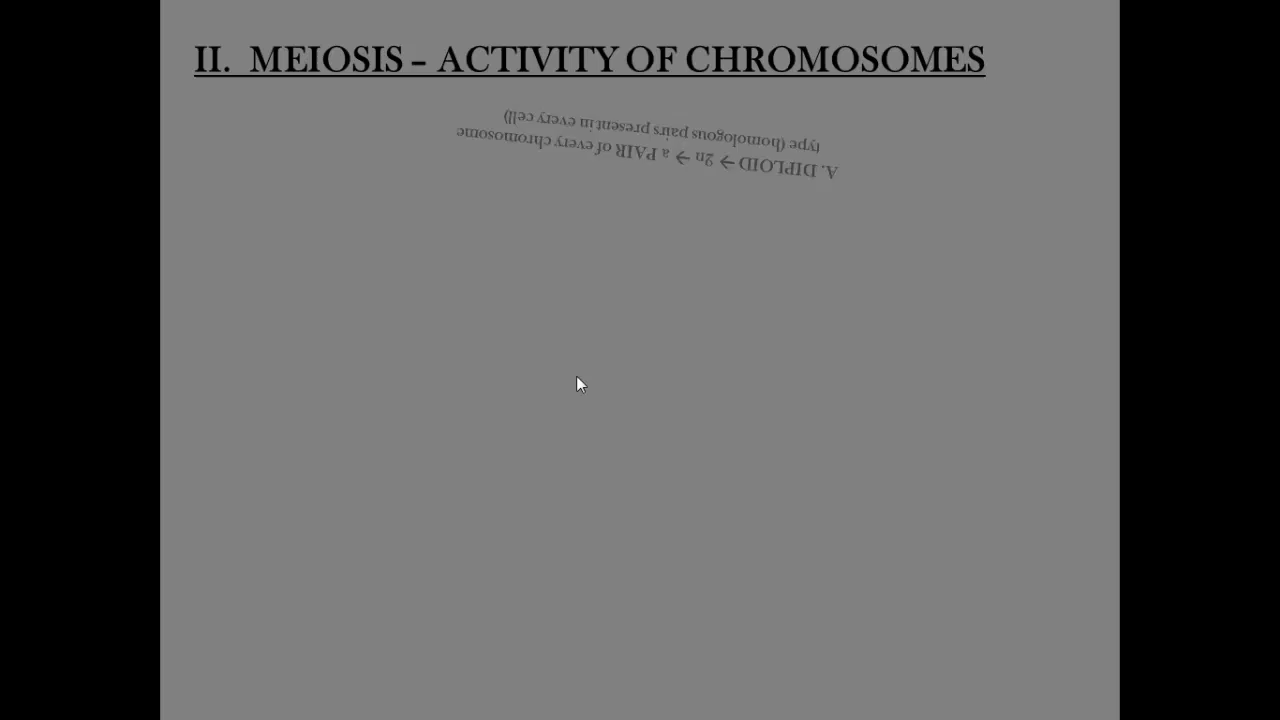 II. MEIOSIS – ACTIVITY OF CHROMOSOMES
A. DIPLOID → 2n → a PAIR of every chromosome
type (homologous pairs present in every cell)